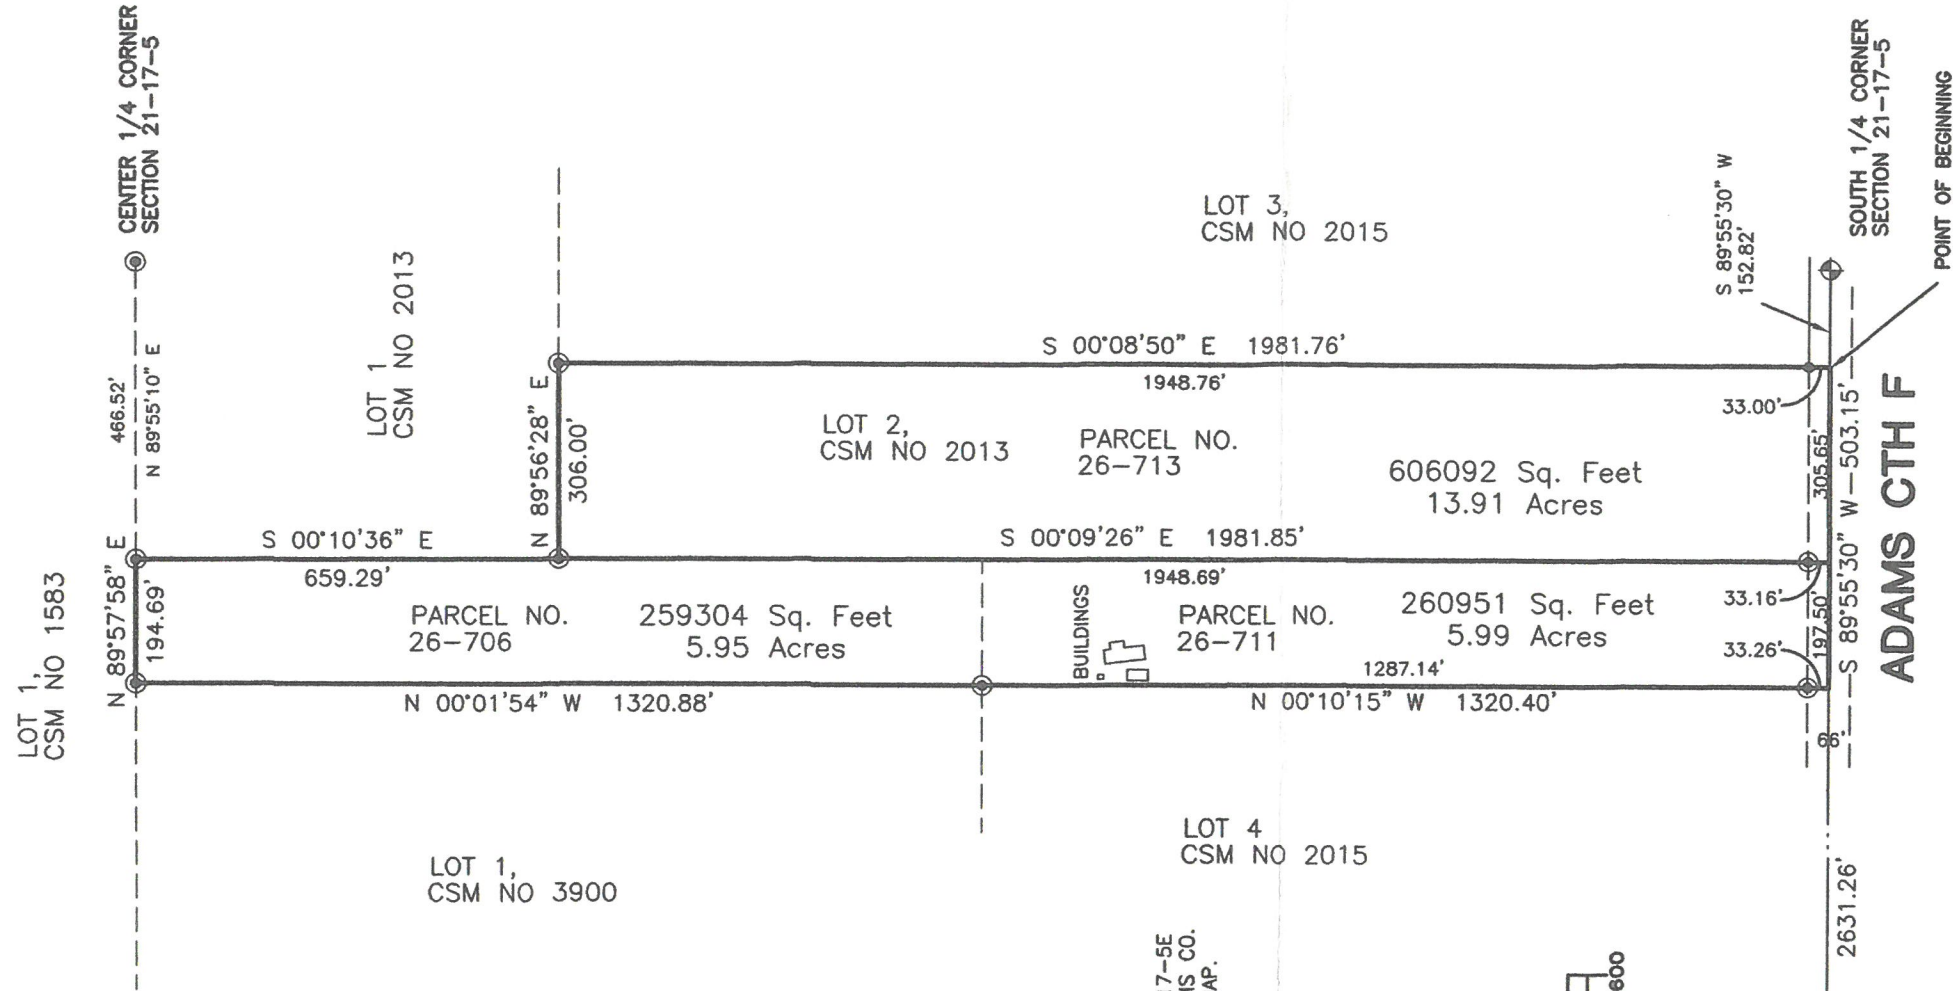 CENTER 1/4 CORNER
SECTION 21-17-5
466.52'
N 89°55'10" E
LOT 1
CSM NO 2013
LOT 3,
CSM NO 2015
S 89°55'30" W
152.82'
SOUTH 1/4 CORNER
SECTION 21-17-5
POINT OF BEGINNING
S 00°08'50" E 1981.76'
1948.76'
33.00'
N 89°56'28" E
306.00'
LOT 2,
CSM NO 2013
PARCEL NO.
26-713
606092 Sq. Feet
13.91 Acres
305.65'
S 89°55'30" W-503.15'
ADAMS CTH F
S 00°10'36" E
659.29'
S 00°09'26" E 1981.85'
1948.69'
33.16'
LOT 1,
CSM NO 1583
N 89°57'58" E
194.69'
PARCEL NO.
26-706
259304 Sq. Feet
5.95 Acres
BUILDINGS
PARCEL NO.
26-711
260951 Sq. Feet
5.99 Acres
197.50'
33.26'
1287.14'
N 00°01'54" W 1320.88'
N 00°10'15" W 1320.40'
66'
LOT 1,
CSM NO 3900
LOT 4
CSM NO 2015
2631.26'
7-5E
IS CO.
AP.
600